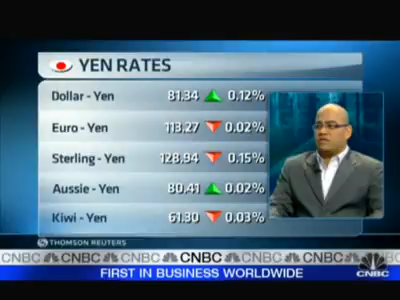 YEN RATES
Dollar - Yen 81.34 0.12%
Euro - Yen 113.27 0.02%
Sterling - Yen 128.94 0.15%
Aussie - Yen 80.41 0.02%
Kiwi - Yen 61.30 0.03%
THOMSON REUTERS
CNBC CNBC CNBC CNBC CNBC CNBC CNBC
FIRST IN BUSINESS WORLDWIDE
CNBC